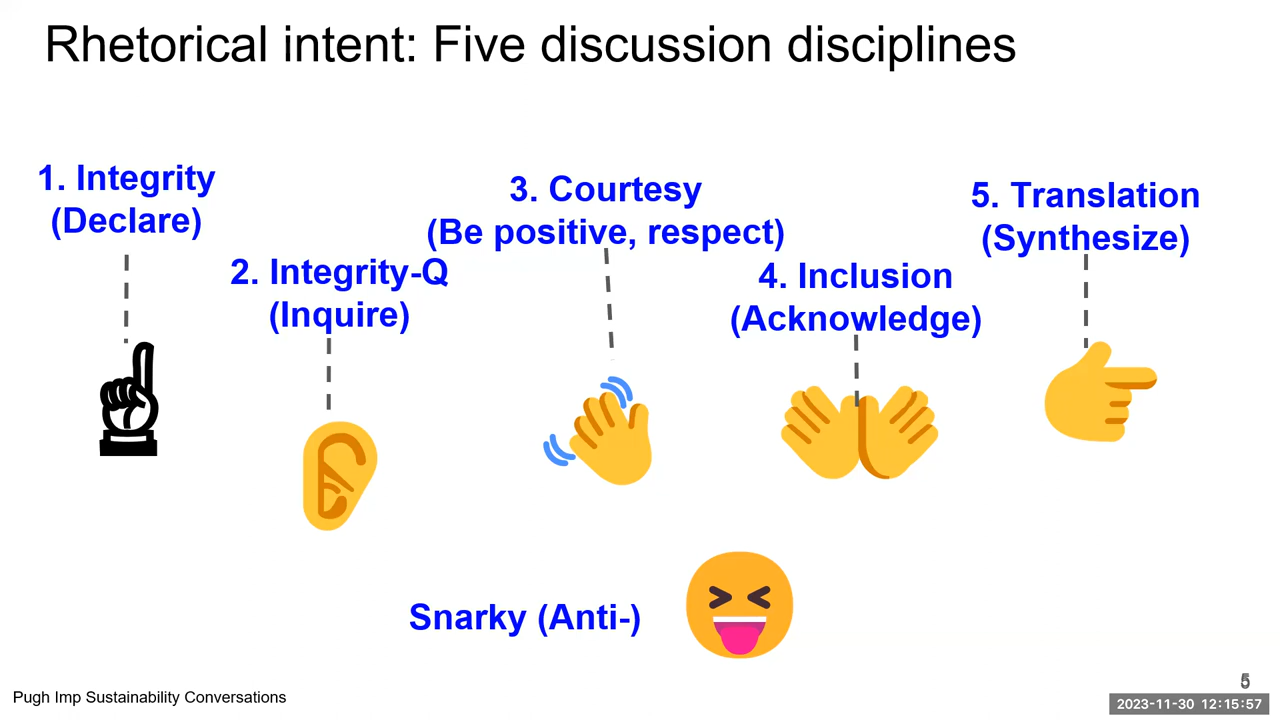 Rhetorical intent: Five discussion disciplines
1. Integrity
(Declare)
2. Integrity-Q
(Inquire)
3. Courtesy
(Be positive, respect)
4. Inclusion
(Acknowledge)
5. Translation
(Synthesize)
Snarky (Anti-)
Pugh Imp Sustainability Conversations
5
2023-11-30 12:15:57